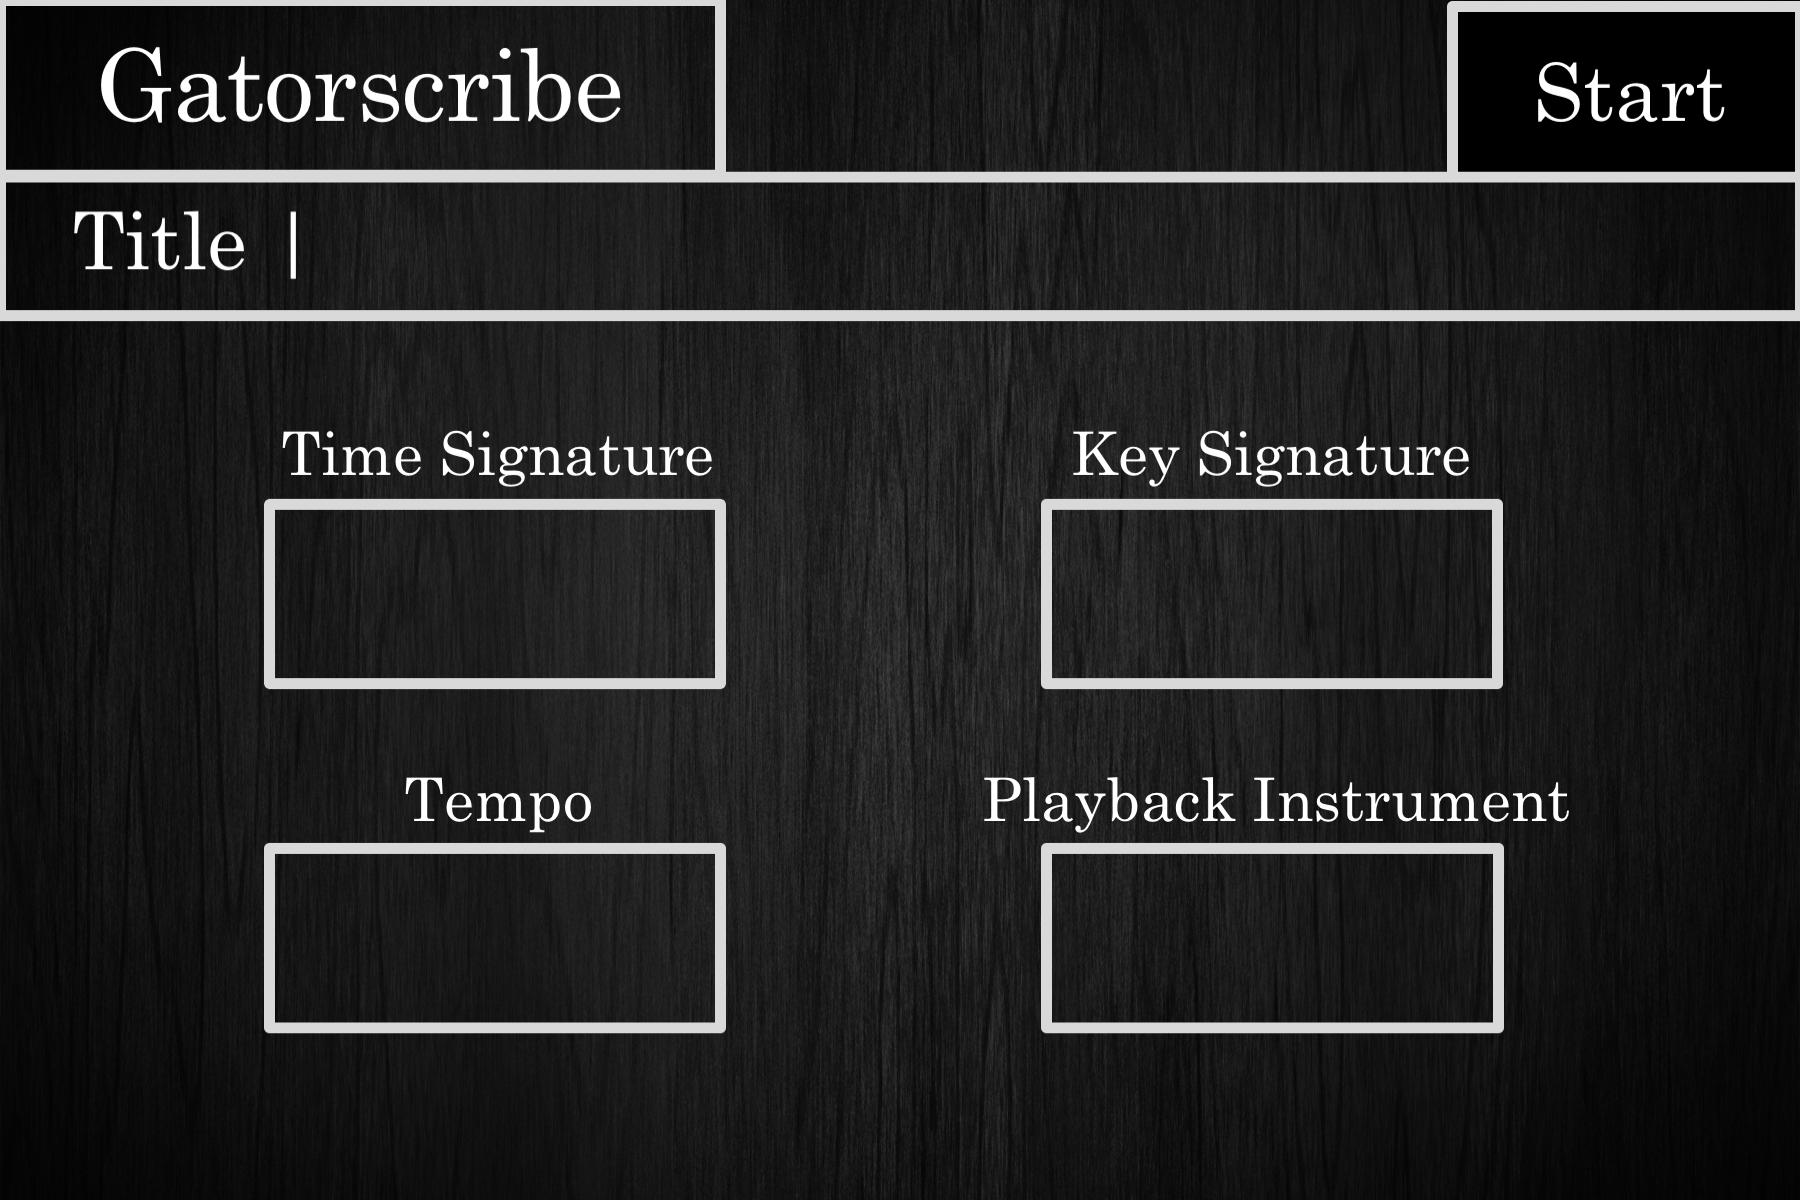 Gatorscribe
Start
Title |
Time Signature
Key Signature
Tempo
Playback Instrument